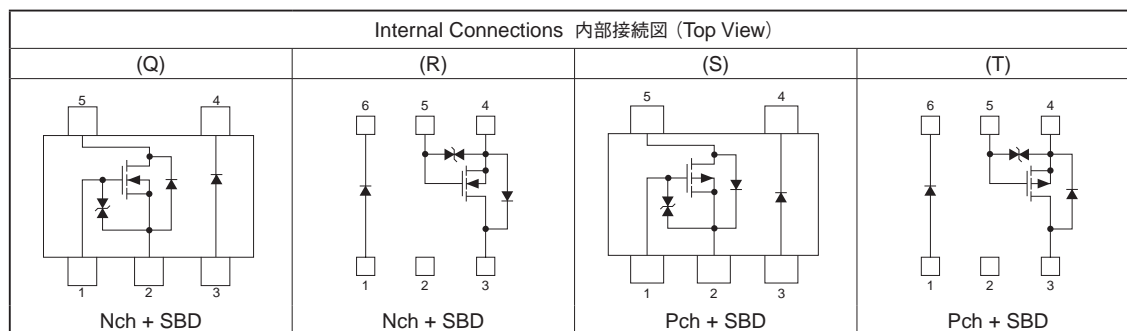 Internal Connections 内部接続図（Top View）
(Q) (R) (S) (T)
5 4 6 5 4 5 4 6 5 4
1 2 3 1 2 3 1 2 3 1 2 3
Nch + SBD Nch + SBD Pch + SBD Pch + SBD